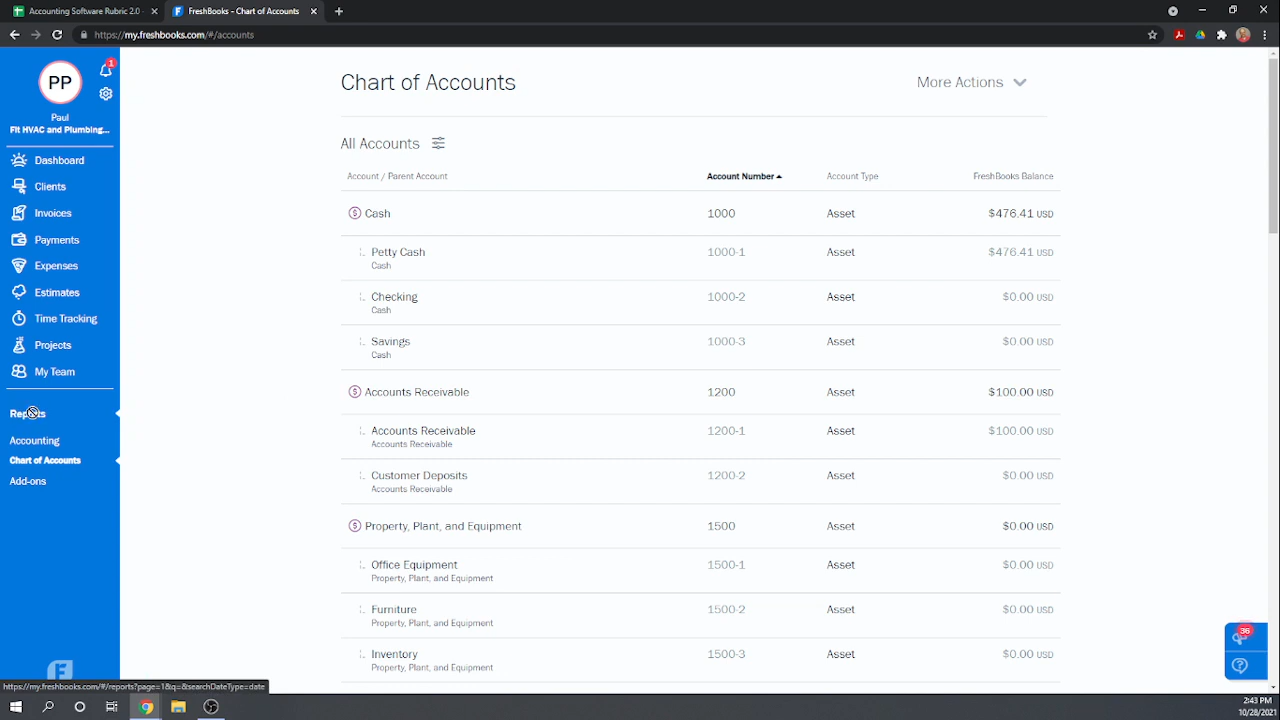 Accounting Software Rubric 2.0
FreshBooks - Chart of Accounts
https://my.freshbooks.com/#/accounts
PP
1
Paul
Fit HVAC and Plumbing...
Dashboard
Clients
Invoices
Payments
Expenses
Estimates
Time Tracking
Projects
My Team
Reports
Accounting
Chart of Accounts
Add-ons
Chart of Accounts
More Actions
All Accounts
Account / Parent Account Account Number Account Type FreshBooks Balance
Cash 1000 Asset $476.41 USD
Petty Cash 1000-1 Asset $476.41 USD
Cash
Checking 1000-2 Asset $0.00 USD
Cash
Savings 1000-3 Asset $0.00 USD
Cash
Accounts Receivable 1200 Asset $100.00 USD
Accounts Receivable 1200-1 Asset $100.00 USD
Accounts Receivable
Customer Deposits 1200-2 Asset $0.00 USD
Accounts Receivable
Property, Plant, and Equipment 1500 Asset $0.00 USD
Office Equipment 1500-1 Asset $0.00 USD
Property, Plant, and Equipment
Furniture 1500-2 Asset $0.00 USD
Property, Plant, and Equipment
Inventory 1500-3 Asset $0.00 USD
Property, Plant, and Equipment
36
https://my.freshbooks.com/#/reports?page=1&q=&searchDateType=date
2:43 PM
10/28/2021